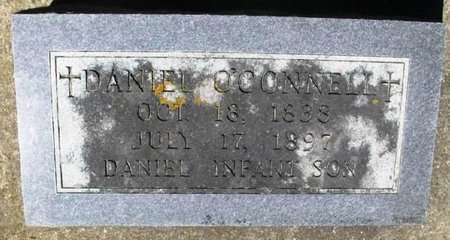 DANIEL O'CONNELL
OCT. 18, 1838
JULY 17, 1897
DANIEL INFANT SON